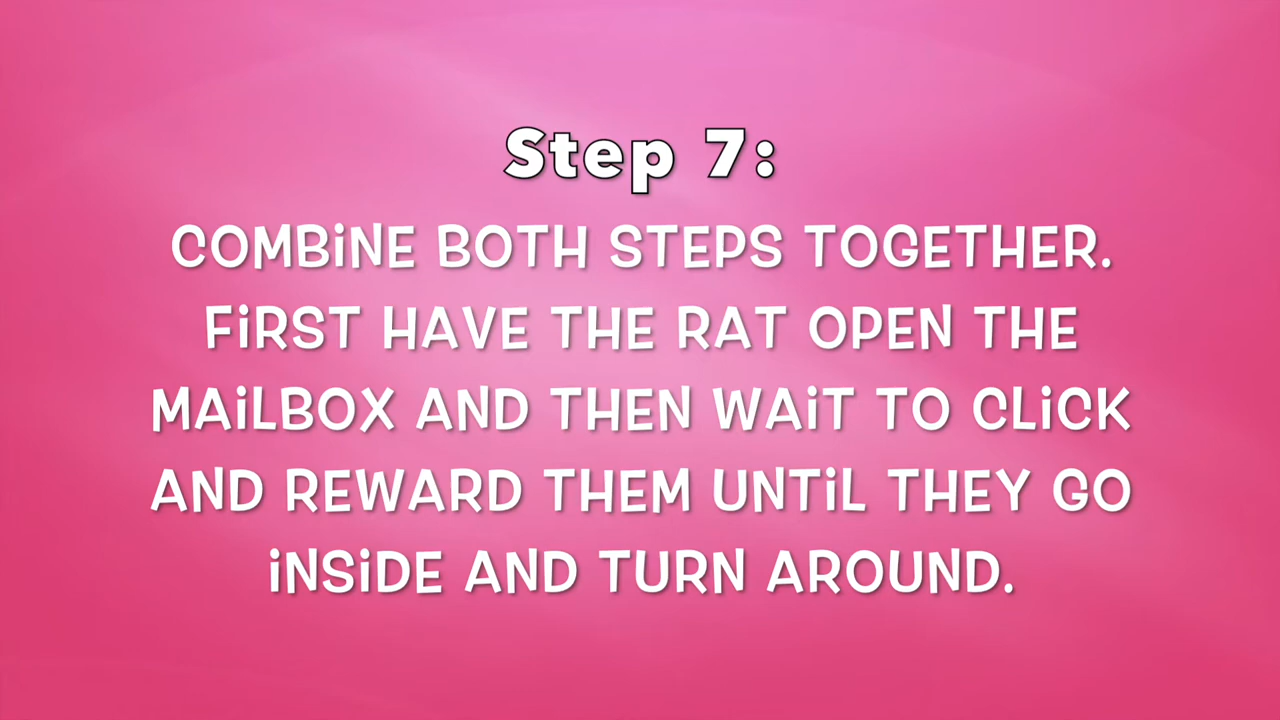 Step 7:
COMBiNE BOTH STEPS TOGETHER.
FiRST HAVE THE RAT OPEN THE
MAiLBOX AND THEN WAiT TO CLiCK
AND REWARD THEM UNTiL THEY GO
iNSiDE AND TURN AROUND.